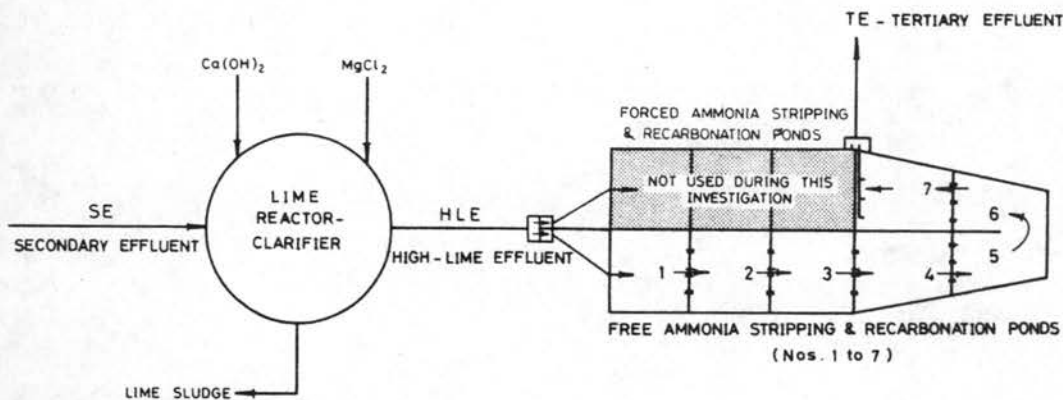 TE - TERTIARY EFFLUENT
Ca(OH)2
MgCl2
FORCED AMMONIA STRIPPING
& RECARBONATION PONDS
NOT USED DURING THIS
INVESTIGATION
LIME
REACTOR-
CLARIFIER
SE
SECONDARY EFFLUENT
HLE
HIGH-LIME EFFLUENT
7
6
5
1
2
3
4
FREE AMMONIA STRIPPING & RECARBONATION PONDS
(Nos. 1 to 7)
LIME SLUDGE